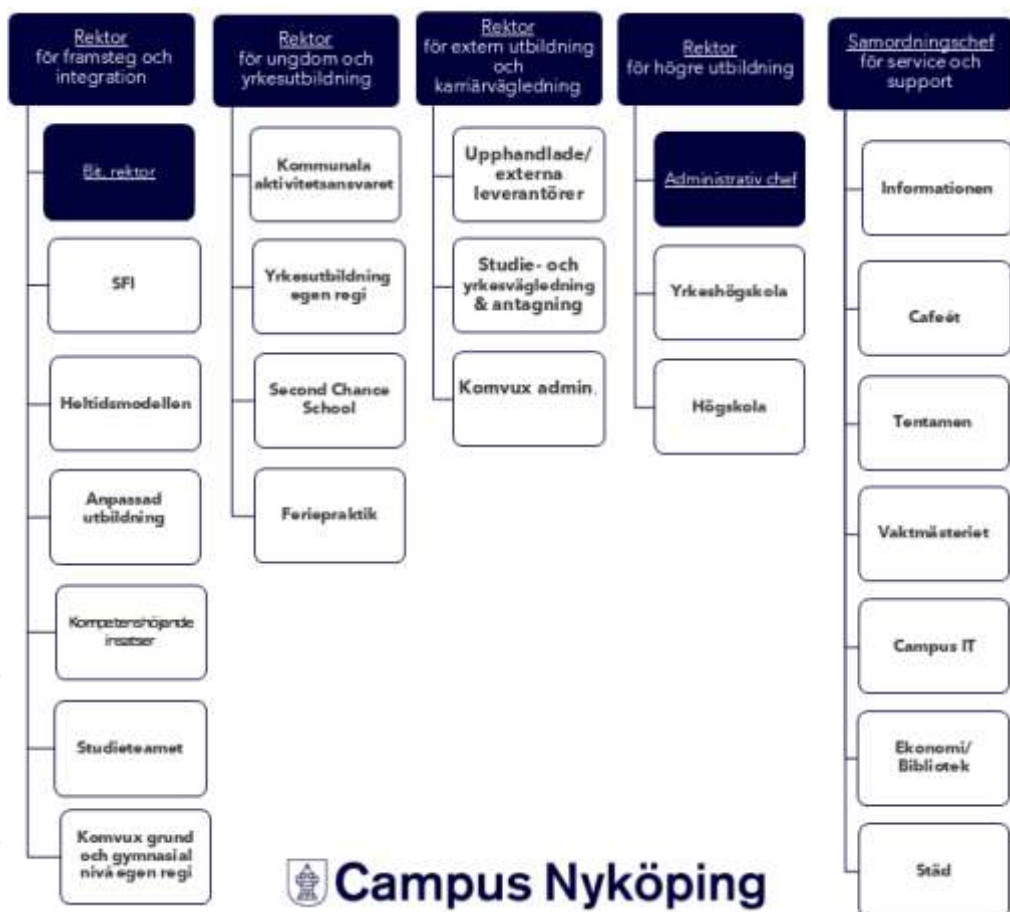 Rektor
för framsteg och
integration
Bit. rektor
SFI
Heltidsmodellen
Anpassad
utbildning
Kompetenshöjande
insatser
Studieteamet
Komvux grund
och gymnasial
nivå egen regi
Rektor
för ungdom och
yrkesutbildning
Kommunala
aktivitetsansvaret
Yrkesutbildning
egen regi
Second Chance
School
Feriepraktik
Rektor
för extern utbildning
och
karriärvägledning
Upphandlade/
externa
leverantörer
Studie- och
yrkesvägledning
& antagning
Komvux admin.
Rektor
för högre utbildning
Administrativ chef
Yrkeshögskola
Högskola
Samordningschef
för service och
support
Informationen
Cafeét
Tentamen
Vaktmästeriet
Campus IT
Ekonomi/
Bibliotek
Städ
Campus Nyköping